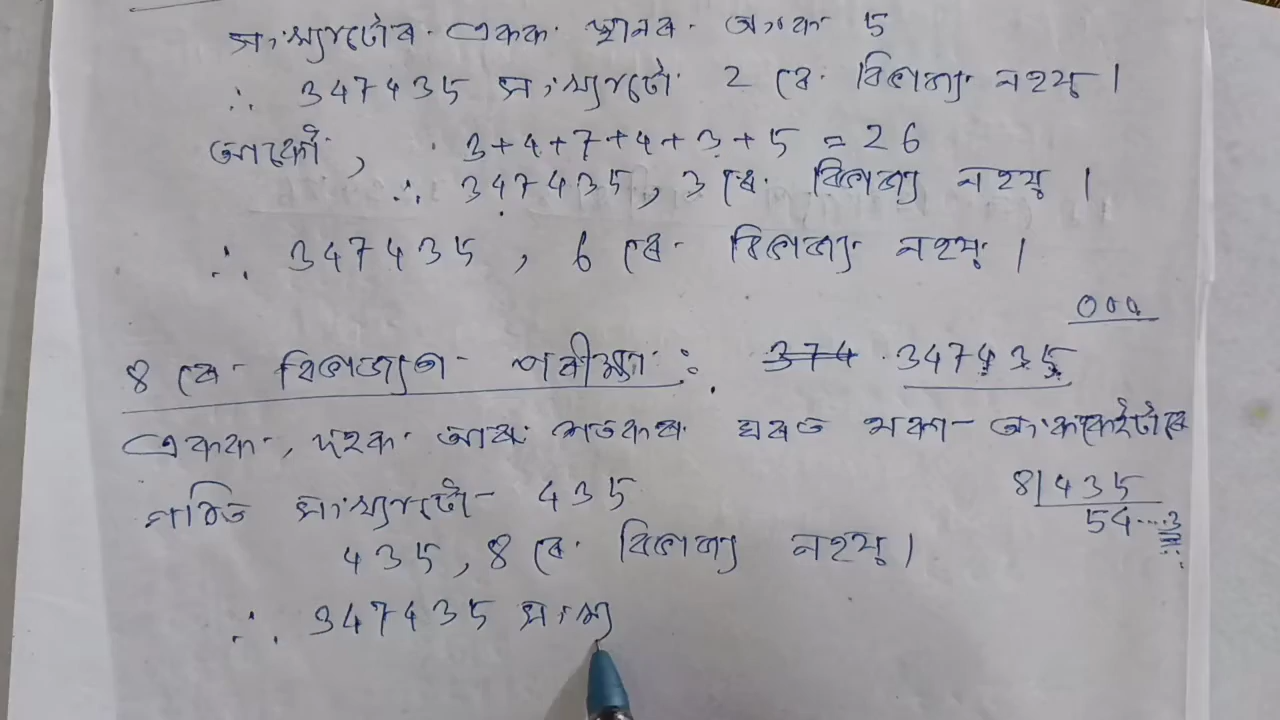 সংখ্যাটোৰ একক স্থানৰ অংক 5
∴ 347435 সংখ্যাটো 2 ৰে বিভাজ্য নহয়।
আকৌ, 3+4+7+4+3+5 = 26
∴ 347435, 3 ৰে বিভাজ্য নহয়।
∴ 347435, 6 ৰে বিভাজ্য নহয়।
000
8 ৰে বিভাজ্যতা পৰীক্ষা : 374 347435
একক, দহক আৰু শতকৰ ঘৰত থকা অংককেইটাৰে
গঠিত সংখ্যাটো 435
8|435
54...3
435, 8 ৰে বিভাজ্য নহয়।
∴ 347435 সংখ্য